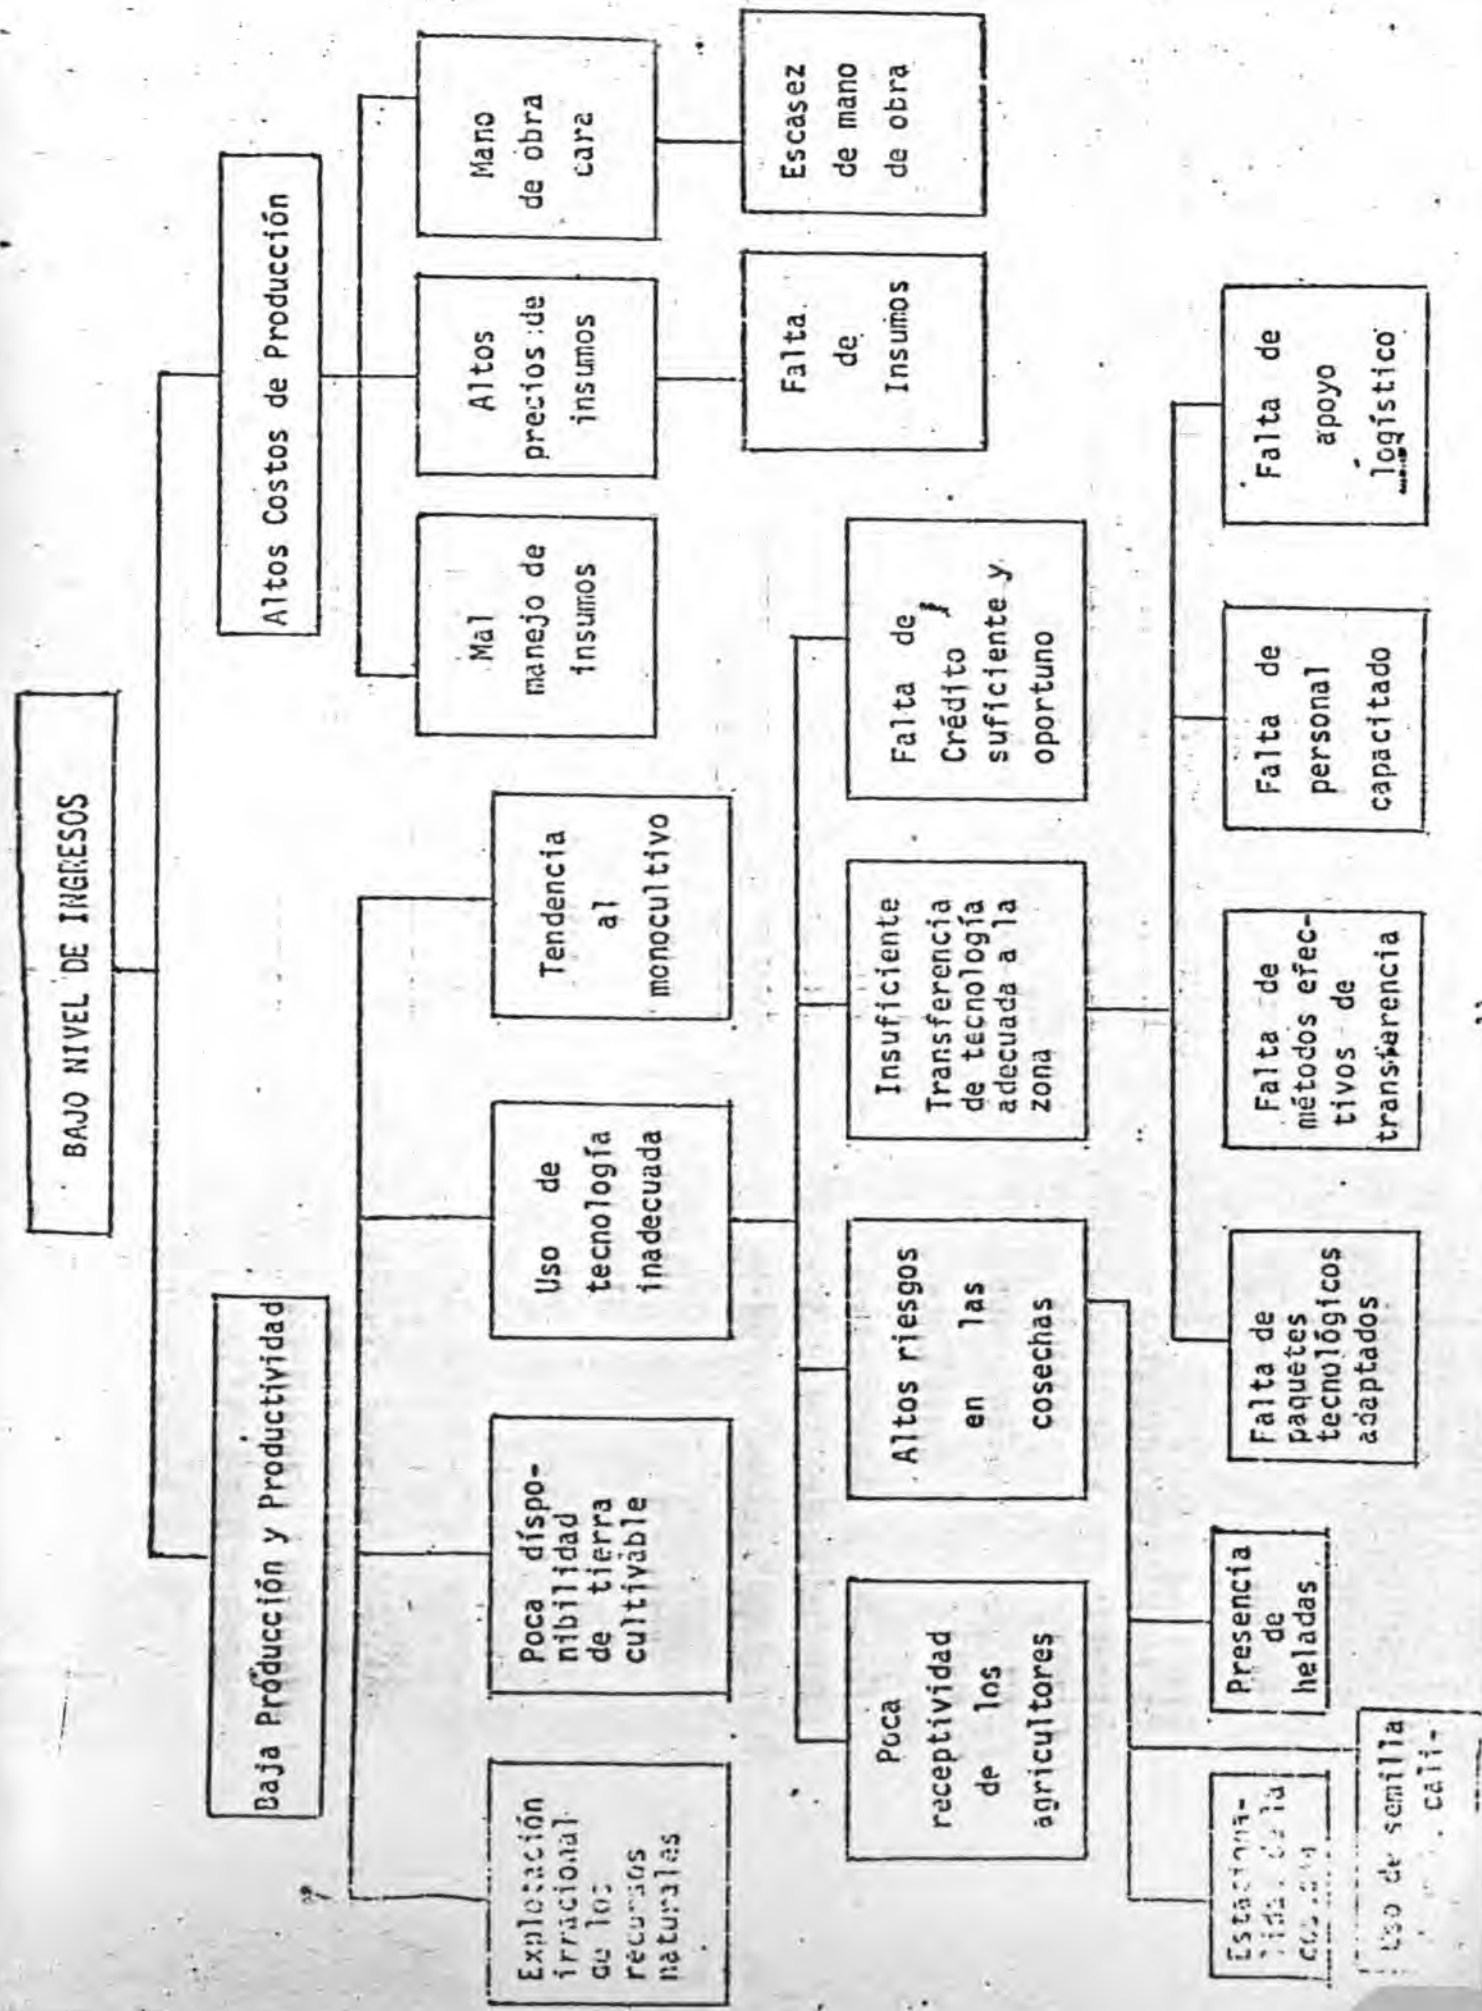 BAJO NIVEL DE INGRESOS
Baja Producción y Productividad
Altos Costos de Producción
Explotación
irracional
de los
recursos
naturales
Poca dispo-
nibilidad
de tierra
cultivable
Uso de
tecnología
inadecuada
Tendencia
al
monocultivo
Mal
manejo de
insumos
Altos
precios de
insumos
Mano
de obra
cara
Falta
de
Insumos
Escasez
de mano
de obra
Poca
receptividad
de los
agricultores
Altos riesgos
en las
cosechas
Insuficiente
Transferencia
de tecnología
adecuada a la
zona
Falta de
Crédito
suficiente y
oportuno
Estaciona-
de la
Presencia
de
heladas
Uso de semilla
cali-
Falta de
paquetes
tecnológicos
adaptados
Falta de
métodos efec-
tivos de
transferencia
Falta de
personal
capacitado
Falta de
apoyo
logístico